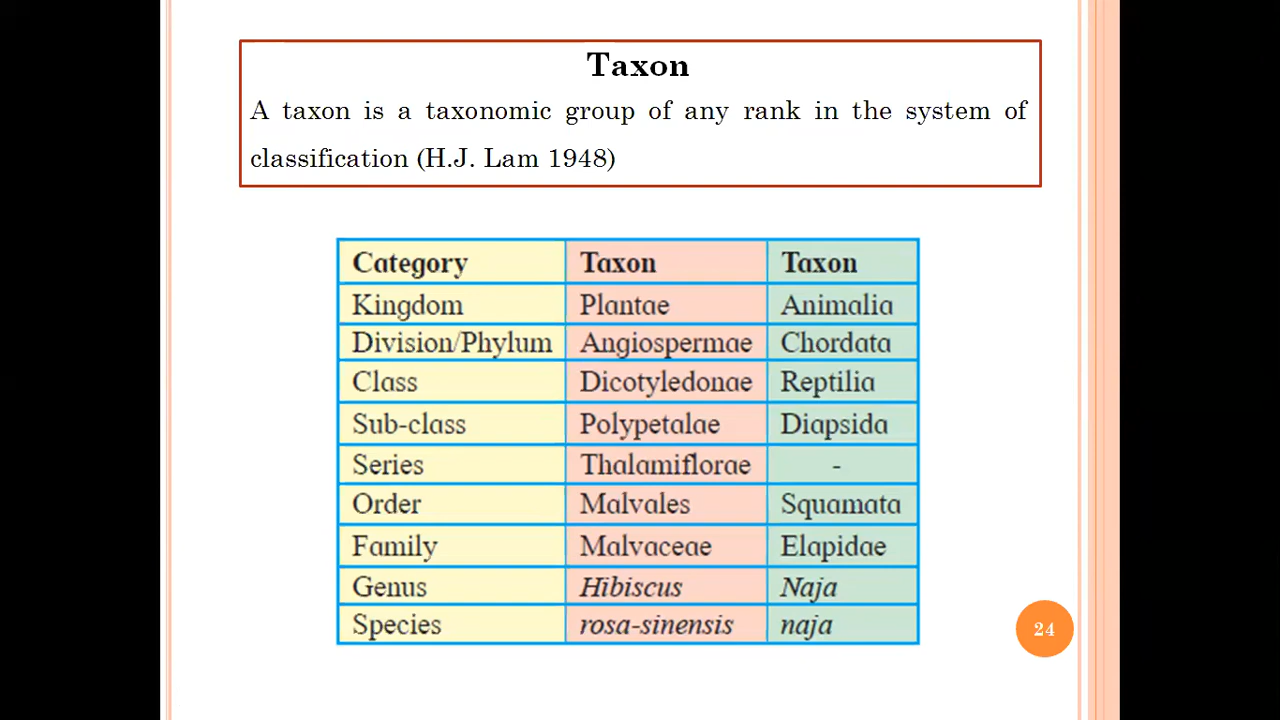 Taxon
A taxon is a taxonomic group of any rank in the system of
classification (H.J. Lam 1948)
Category Taxon Taxon
Kingdom Plantae Animalia
Division/Phylum Angiospermae Chordata
Class Dicotyledonae Reptilia
Sub-class Polypetalae Diapsida
Series Thalamiflorae -
Order Malvales Squamata
Family Malvaceae Elapidae
Genus Hibiscus Naja
Species rosa-sinensis naja
24